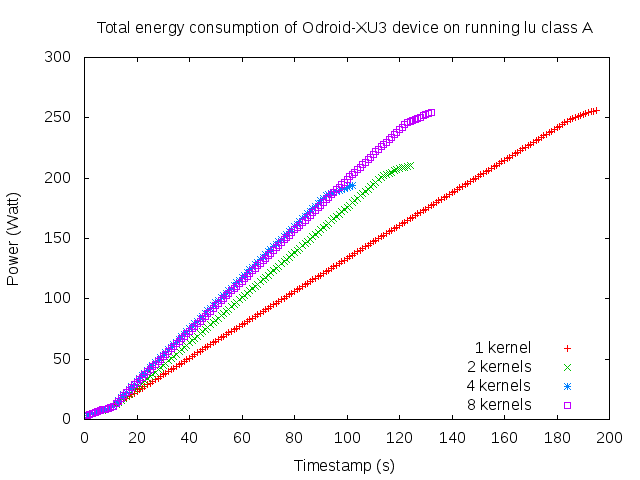 Total energy consumption of Odroid-XU3 device on running lu class A
300
250
200
150
100
50
0
Power (Watt)
1 kernel
2 kernels
4 kernels
8 kernels
0 20 40 60 80 100 120 140 160 180 200
Timestamp (s)